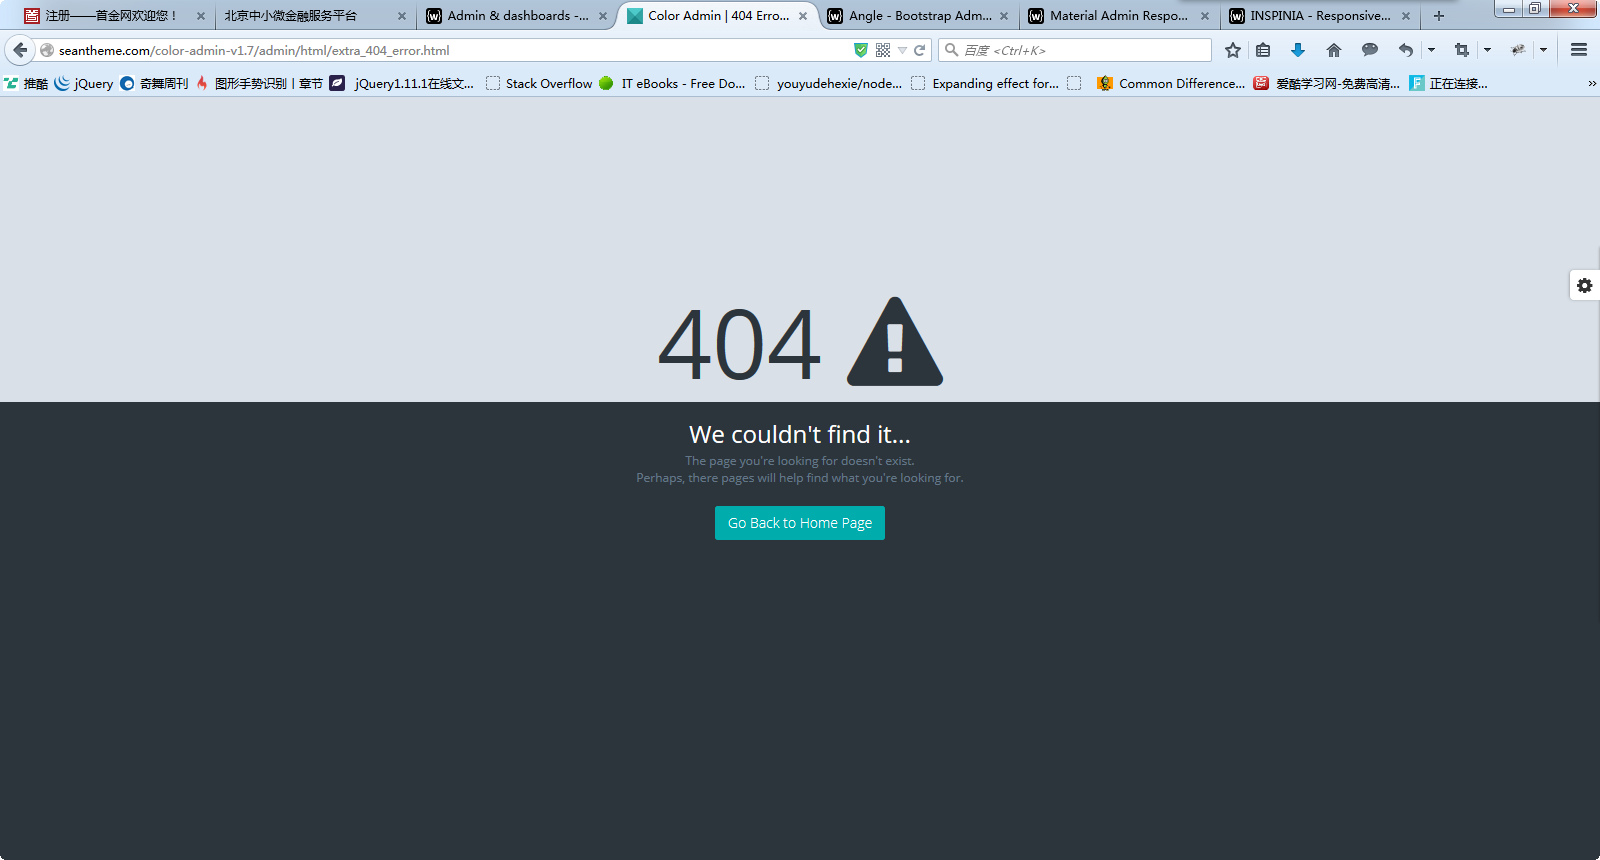 注册——首金网欢迎您！
北京中小微金融服务平台
Admin & dashboards -...
Color Admin | 404 Erro...
Angle - Bootstrap Adm...
Material Admin Respo...
INSPINIA - Responsive...
seantheme.com/color-admin-v1.7/admin/html/extra_404_error.html
百度 <Ctrl+K>
推酷
jQuery
奇舞周刊
图形手势识别丨章节
jQuery1.11.1在线文...
Stack Overflow
IT eBooks - Free Do...
youyudehexie/node...
Expanding effect for...
Common Difference...
爱酷学习网-免费高清...
正在连接...
404
We couldn't find it...
The page you're looking for doesn't exist.
Perhaps, there pages will help find what you're looking for.
Go Back to Home Page